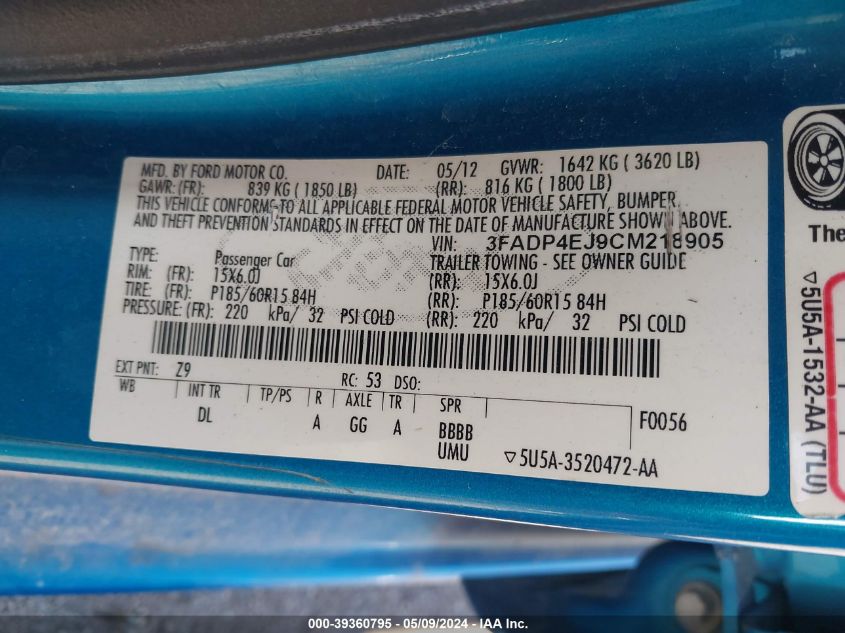 MFD. BY FORD MOTOR CO. DATE: 05/12 GVWR: 1642 KG ( 3620 LB)
GAWR: (FR): 839 KG ( 1850 LB) (RR): 816 KG ( 1800 LB)
THIS VEHICLE CONFORMS TO ALL APPLICABLE FEDERAL MOTOR VEHICLE SAFETY, BUMPER,
AND THEFT PREVENTION STANDARDS IN EFFECT ON THE DATE OF MANUFACTURE SHOWN ABOVE.
VIN: 3FADP4EJ9CM218905
TYPE: Passenger Car TRAILER TOWING - SEE OWNER GUIDE
RIM: (FR): 15X6.0J (RR): 15X6.0J
TIRE: (FR): P185/60R15 84H (RR): P185/60R15 84H
PRESSURE: (FR): 220 kPa/ 32 PSI COLD (RR): 220 kPa/ 32 PSI COLD
EXT PNT: Z9 RC: 53 DSO:
WB INT TR TP/PS R AXLE TR SPR
DL A GG A BBBB F0056
UMU ▽5U5A-3520472-AA
The
▽5U5A-1532-AA (TLU)
000-39360795 - 05/09/2024 - IAA Inc.